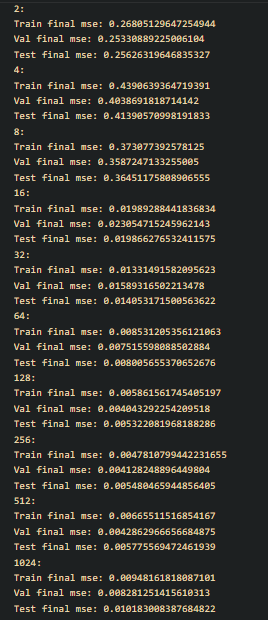 2:
Train final mse: 0.26805129647254944
Val final mse: 0.25330889225006104
Test final mse: 0.25626319646835327
4:
Train final mse: 0.4390639364719391
Val final mse: 0.4038691818714142
Test final mse: 0.41390570998191833
8:
Train final mse: 0.373077392578125
Val final mse: 0.3587247133255005
Test final mse: 0.36451175808906555
16:
Train final mse: 0.01989288441836834
Val final mse: 0.023054715245962143
Test final mse: 0.019866276532411575
32:
Train final mse: 0.01331491582095623
Val final mse: 0.01589316502213478
Test final mse: 0.014053171500563622
64:
Train final mse: 0.008531205356121063
Val final mse: 0.007515598088502884
Test final mse: 0.008005655370652676
128:
Train final mse: 0.005861561745405197
Val final mse: 0.004043292254209518
Test final mse: 0.005322081968188286
256:
Train final mse: 0.0047810799442231655
Val final mse: 0.004128248896449804
Test final mse: 0.005480465944856405
512:
Train final mse: 0.00665511516854167
Val final mse: 0.0042862966656684875
Test final mse: 0.005775569472461939
1024:
Train final mse: 0.00948161818087101
Val final mse: 0.008281251415610313
Test final mse: 0.010183008387684822